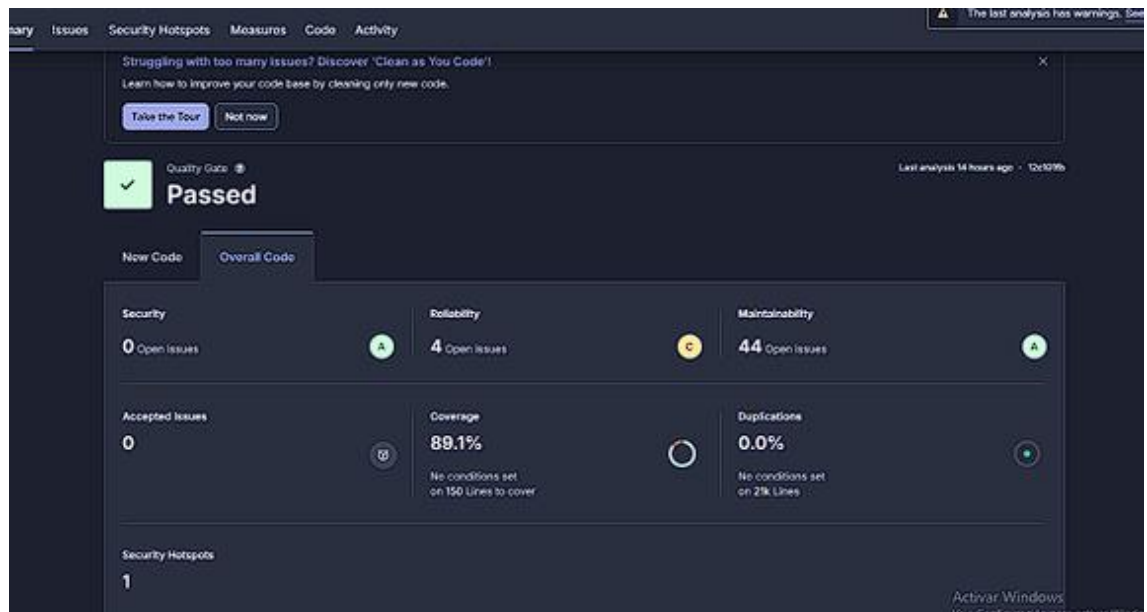 Issues Security Hotspots Measures Code Activity
The last analysis has warnings. See
Struggling with too many issues? Discover 'Clean as You Code'!
Learn how to improve your code base by cleaning only new code.
Take the Tour Not now
Quality Gate
Passed
Last analysis 14 hours ago
New Code Overall Code
Security Reliability Maintainability
0 Open Issues A 4 Open Issues C 44 Open Issues A
Accepted Issues Coverage Duplications
0 89.1% 0.0%
No conditions set No conditions set
on 150 Lines to cover on 21k Lines
Security Hotspots
1
Activar Windows